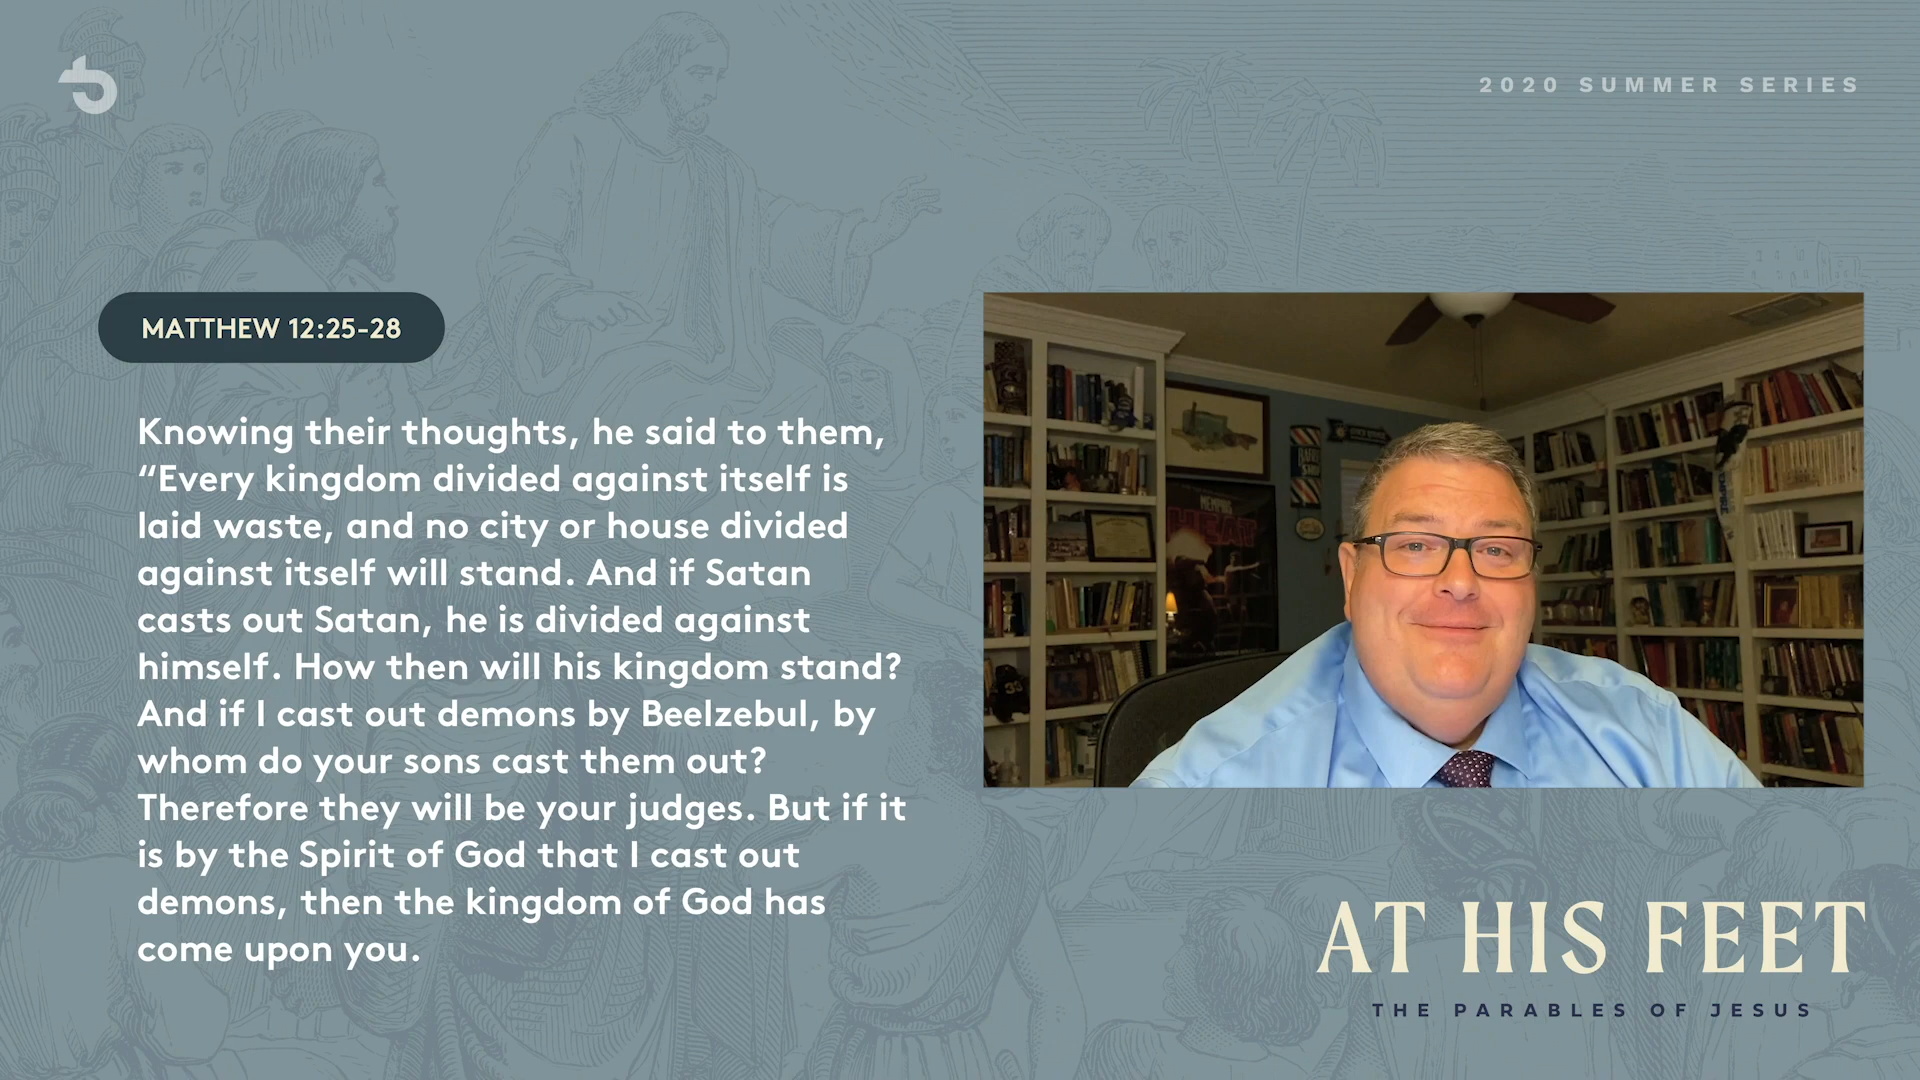 2020 SUMMER SERIES
MATTHEW 12:25-28
Knowing their thoughts, he said to them,
“Every kingdom divided against itself is
laid waste, and no city or house divided
against itself will stand. And if Satan
casts out Satan, he is divided against
himself. How then will his kingdom stand?
And if I cast out demons by Beelzebul, by
whom do your sons cast them out?
Therefore they will be your judges. But if it
is by the Spirit of God that I cast out
demons, then the kingdom of God has
come upon you.
MEMPHIS
HEAT
33
AT HIS FEET
THE PARABLES OF JESUS